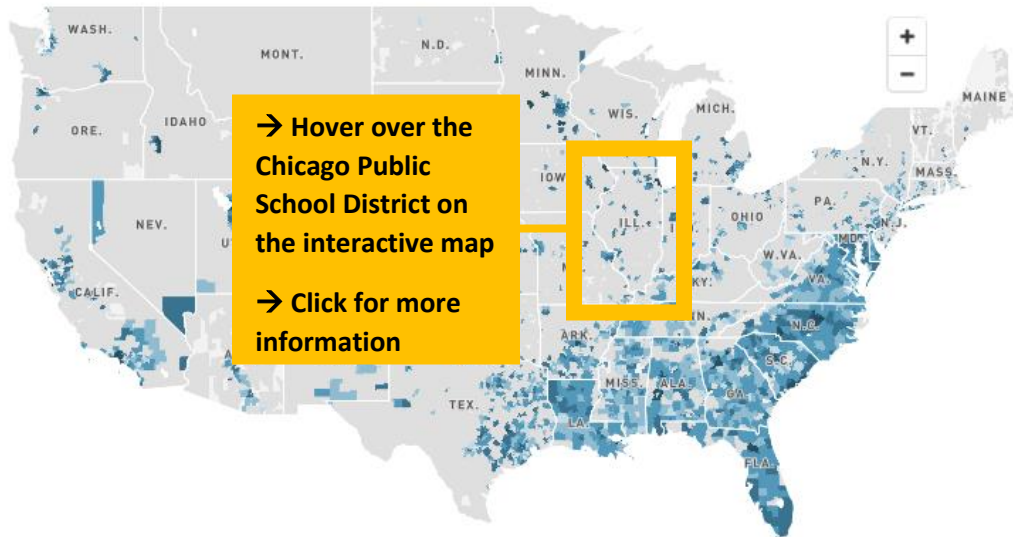 WASH.
MONT.
N.D.
MINN.
MAINE
+
−
ORE.
IDAHO
WIS.
MICH.
VT.
N.Y.
MASS.
→ Hover over the
Chicago Public
School District on
the interactive map
→ Click for more
information
NEV.
U
IOW
ILL.
I
OHIO
PA.
N.J.
MD.
W.VA.
VA.
CALIF.
A
M
KY.
NN.
N.C.
ARK.
S.C.
TEX.
MISS.
ALA.
GA.
LA.
FLA.